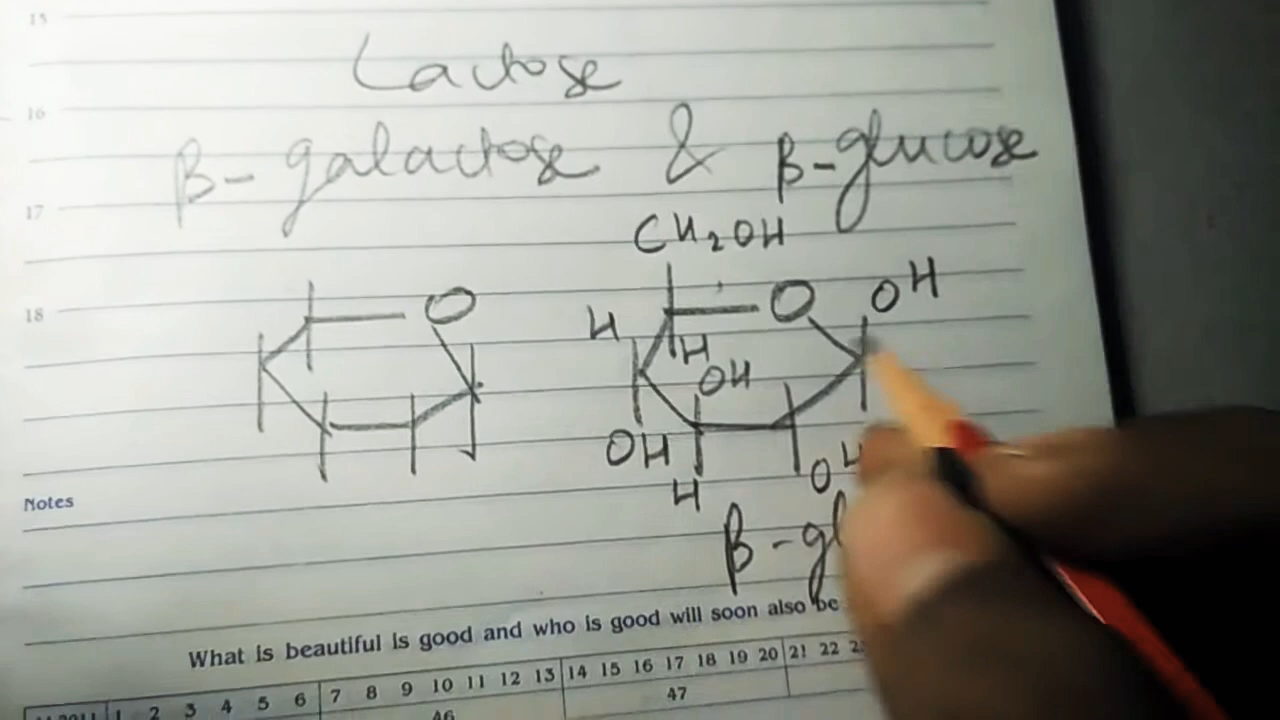 15
Lactose
16
β-galactose & β-glucose
17
CH₂OH
18
O
O OH
H
H
OH
OH
OH
H
β-gl
Notes
What is beautiful is good and who is good will soon also be
1 2 3 4 5 6 7 8 9 10 11 12 13 14 15 16 17 18 19 20 21 22
46 47